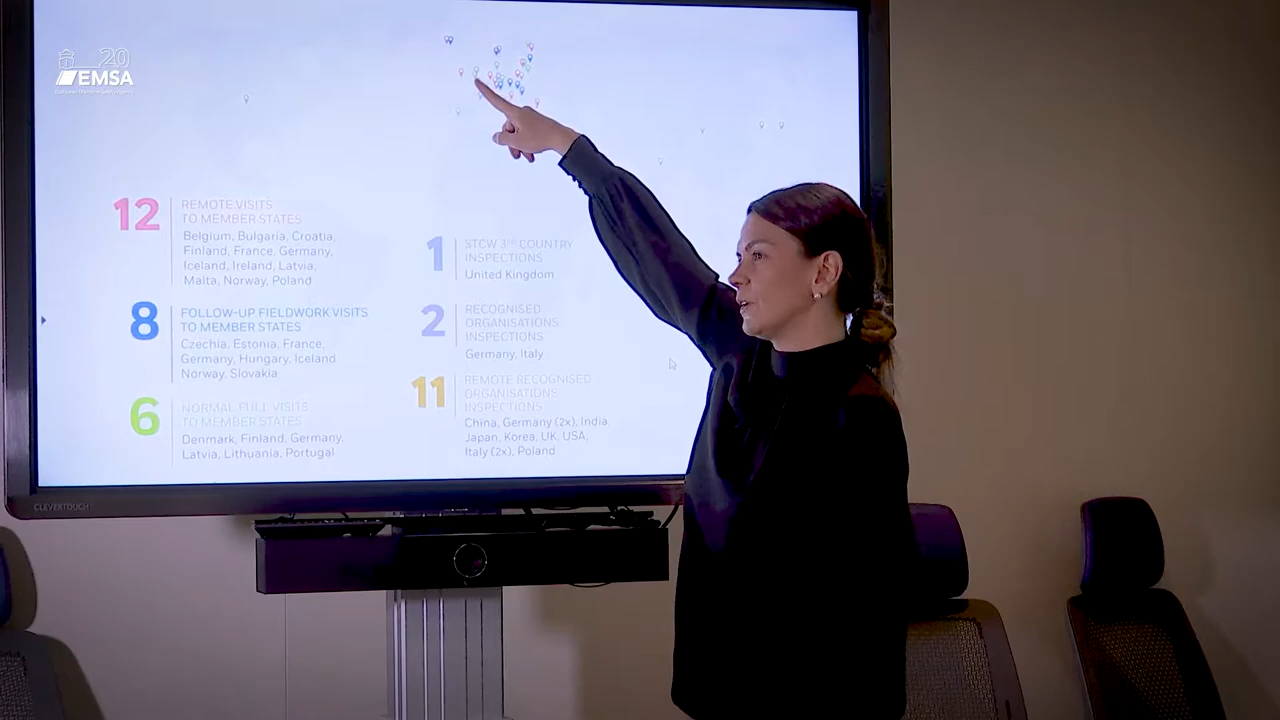 20
EMSA
European Maritime Safety Agency
12
REMOTE VISITS
TO MEMBER STATES
Belgium, Bulgaria, Croatia,
Finland, France, Germany,
Iceland, Ireland, Latvia,
Malta, Norway, Poland
8
FOLLOW-UP FIELDWORK VISITS
TO MEMBER STATES
Czechia, Estonia, France,
Germany, Hungary, Iceland
Norway, Slovakia
6
NORMAL FULL VISITS
TO MEMBER STATES
Denmark, Finland, Germany,
Latvia, Lithuania, Portugal
1
STCW 3RD COUNTRY
INSPECTIONS
United Kingdom
2
RECOGNISED
ORGANISATIONS
INSPECTIONS
Germany, Italy
11
REMOTE RECOGNISED
ORGANISATIONS
INSPECTIONS
China, Germany (2x), India,
Japan, Korea, UK, USA,
Italy (2x), Poland
CLEVERTOUCH